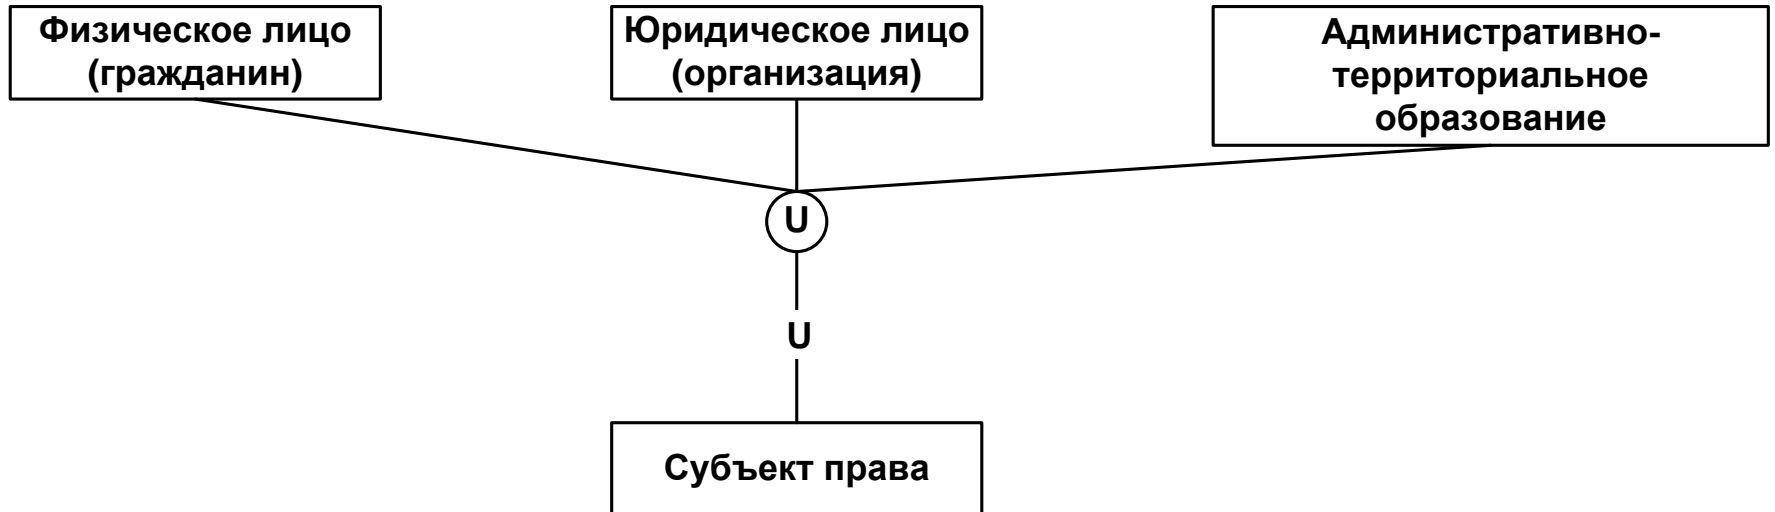 Физическое лицо
(гражданин)
Юридическое лицо
(организация)
Административно-
территориальное
образование
U
U
Субъект права